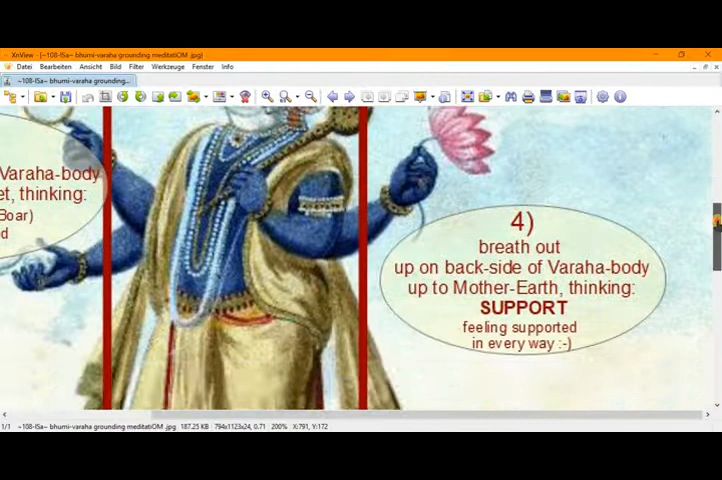 XnView - [~108-ISa~ bhumi-varaha grounding meditatiOM .jpg]
Datei Bearbeiten Ansicht Bild Filter Werkzeuge Fenster Info
~108-ISa~ bhumi-varaha grounding...
Varaha-body
et, thinking:
Boar)
d
4)
breath out
up on back-side of Varaha-body
up to Mother-Earth, thinking:
SUPPORT
feeling supported
in every way :-)
1/1 ~108-ISa~ bhumi-varaha grounding meditatiOM .jpg 187.25 KB 794x1123x24, 0.71 200% X:791, Y:172